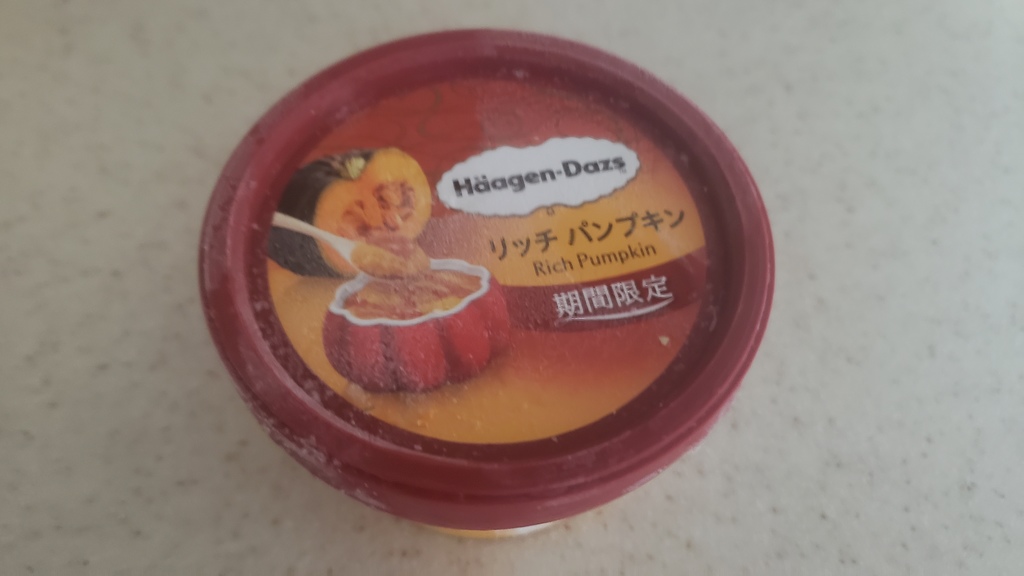 Häagen-Dazs
リッチ パンプキン
Rich Pumpkin
期間限定